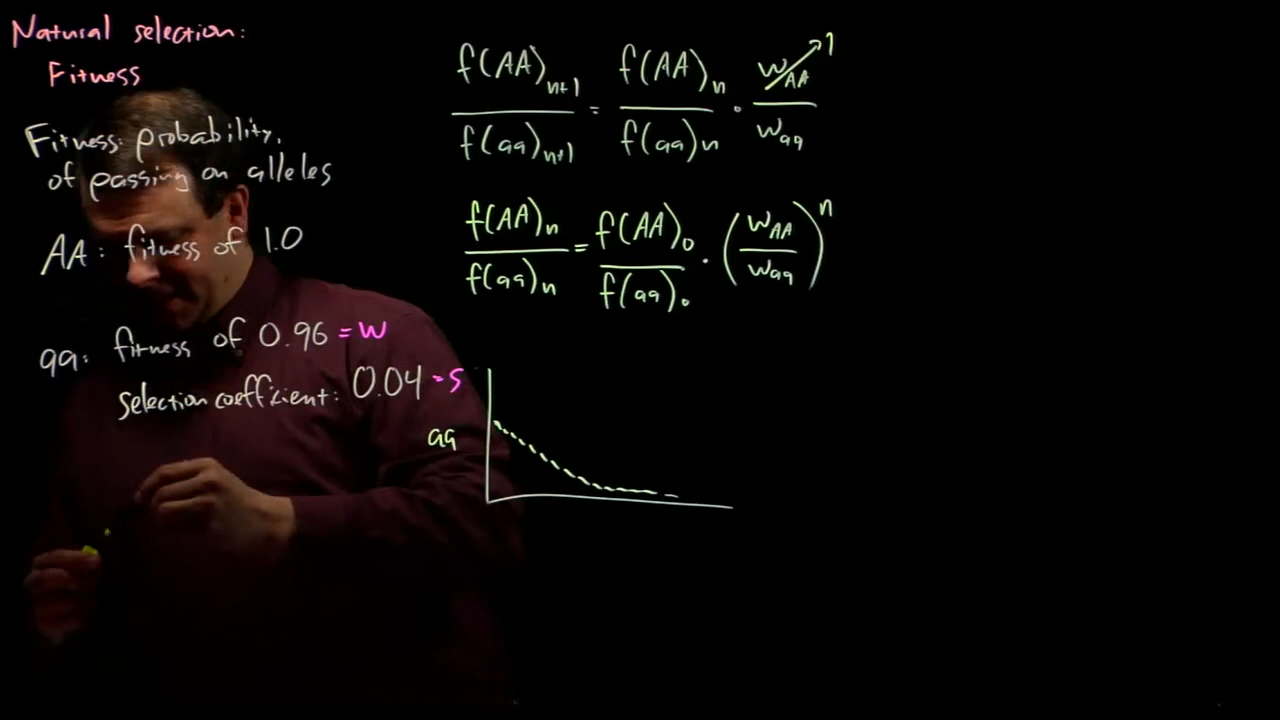 Natural selection:
Fitness
Fitness: probability
of passing on alleles
AA: fitness of 1.0
aa: fitness of 0.96 = w
selection coefficient: 0.04 = s
f(AA)n+1 / f(aa)n+1 = f(AA)n / f(aa)n · wAA / waa 1
f(AA)n / f(aa)n = f(AA)0 / f(aa)0 · (wAA / waa)^n
aa